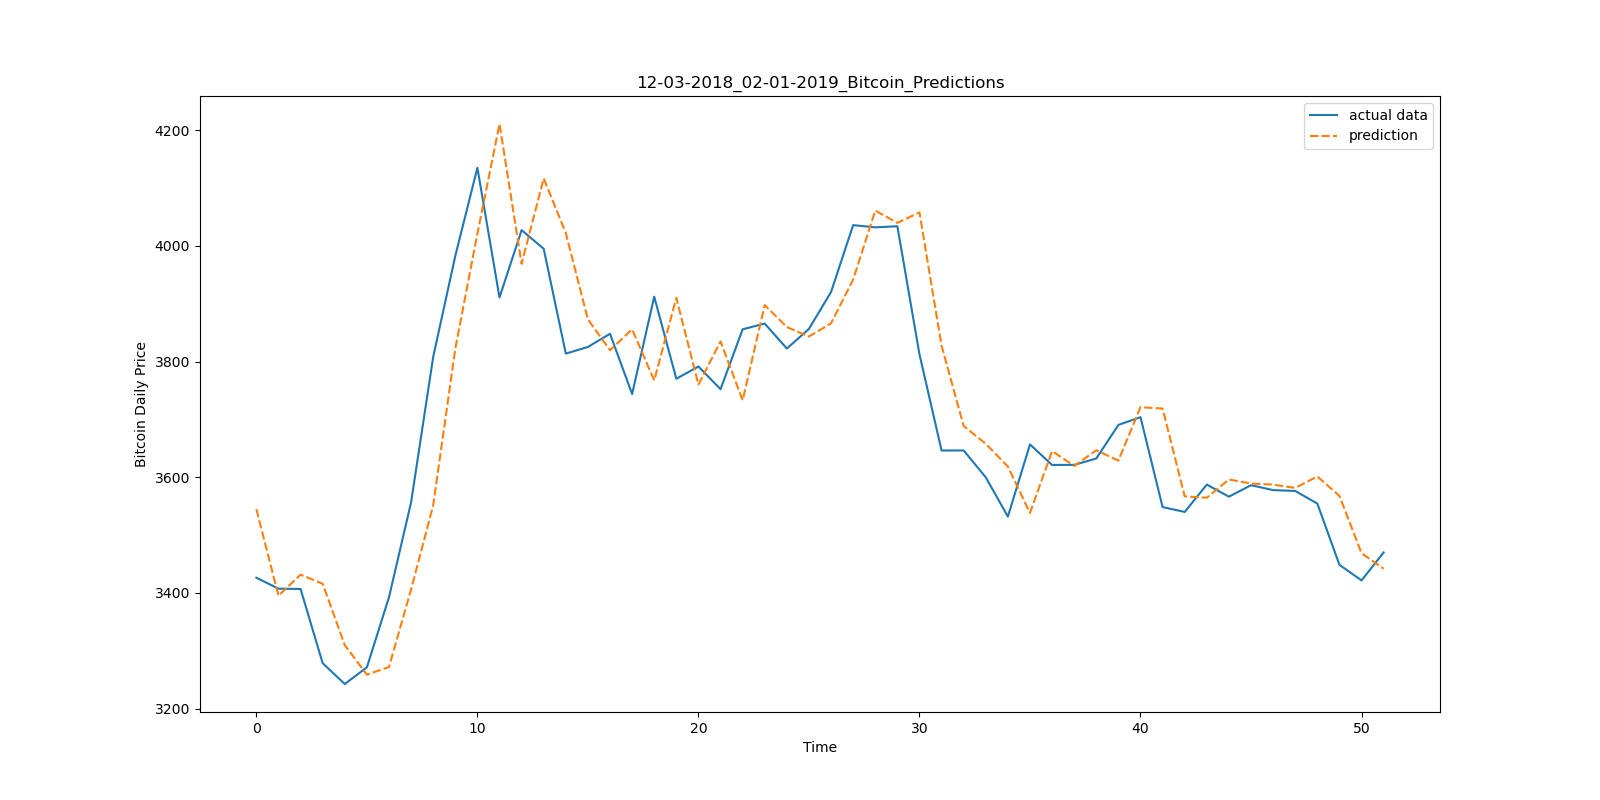 12-03-2018_02-01-2019_Bitcoin_Predictions
actual data
prediction
4200
4000
3800
3600
3400
3200
Bitcoin Daily Price
0 10 20 30 40 50
Time